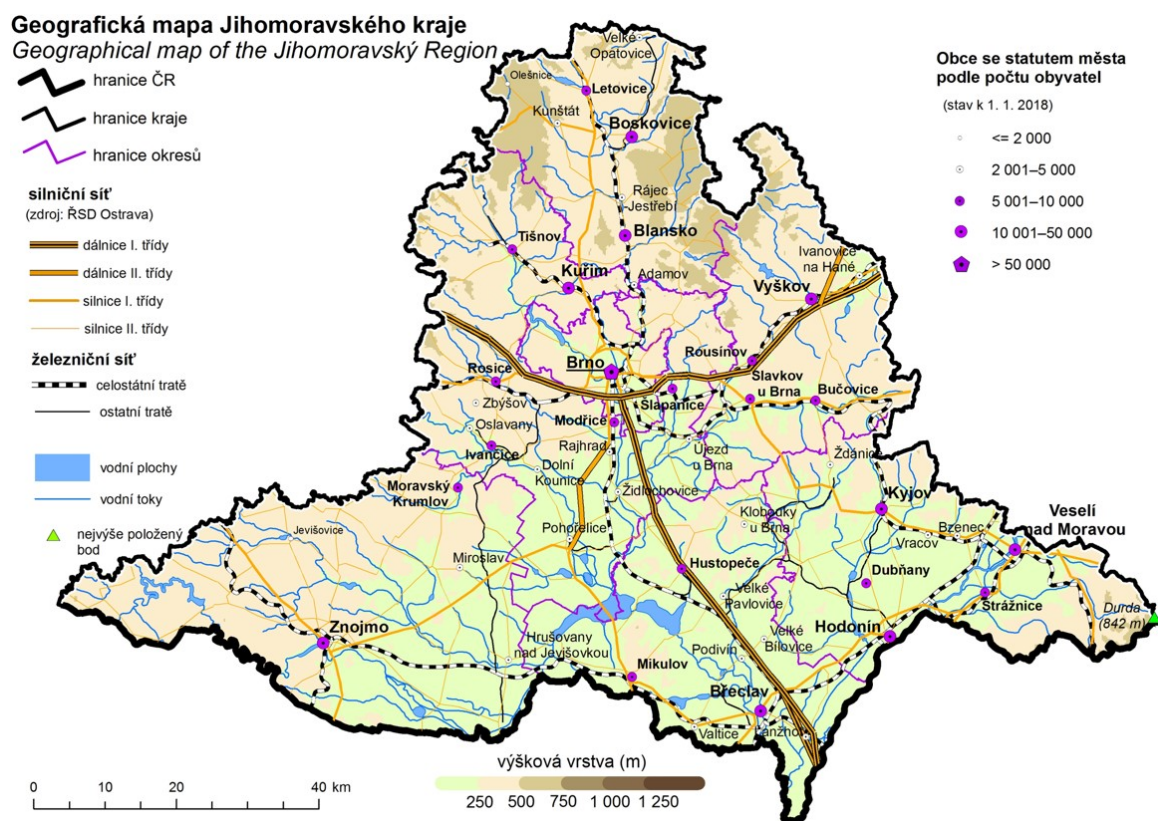 Geografická mapa Jihomoravského kraje
Geographical map of the Jihomoravský Region
hranice ČR
hranice kraje
hranice okresů
silniční síť
(zdroj: ŘSD Ostrava)
dálnice I. třídy
dálnice II. třídy
silnice I. třídy
silnice II. třídy
železniční síť
celostátní tratě
ostatní tratě
vodní plochy
vodní toky
nejvýše položený
bod
Obce se statutem města
podle počtu obyvatel
(stav k 1. 1. 2018)
<= 2 000
2 001–5 000
5 001–10 000
10 001–50 000
> 50 000
Velké
Opatovice
Olešnice
Letovice
Kunštát
Boskovice
Rájec
-Jestřebí
Blansko
Tišnov
Kuřim
Adamov
Ivanovice
na Hané
Vyškov
Brno
Rousínov
Rosice
Slavkov
u Brna
Bučovice
Šlapanice
Zbýšov
Modřice
Oslavany
Rajhrad
Ivančice
Újezd
u Brna
Ždánice
Dolní
Kounice
Moravský
Krumlov
Židlochovice
Kyjov
Klobouky
u Brna
Veselí
nad Moravou
Jevišovice
Pohořelice
Bzenec
Vracov
Miroslav
Hustopeče
Dubňany
Velké
Pavlovice
Strážnice
Durda
(842 m)
Znojmo
Hrušovany
nad Jevišovkou
Hodonín
Velké
Bílovice
Podivín
Mikulov
Břeclav
Valtice
Lanžhot
výšková vrstva (m)
250 500 750 1 000 1 250
0 10 20 40 km